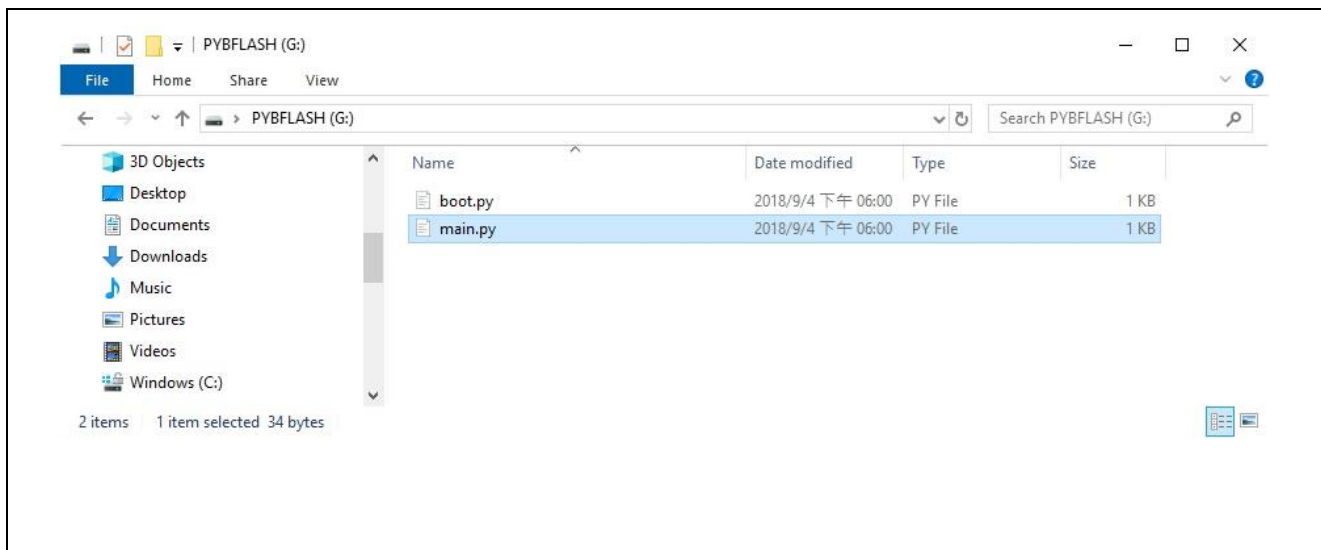 PYBFLASH (G:)
File Home Share View
PYBFLASH (G:) Search PYBFLASH (G:)
3D Objects
Desktop
Documents
Downloads
Music
Pictures
Videos
Windows (C:)
Name Date modified Type Size
boot.py 2018/9/4 下午 06:00 PY File 1 KB
main.py 2018/9/4 下午 06:00 PY File 1 KB
2 items 1 item selected 34 bytes